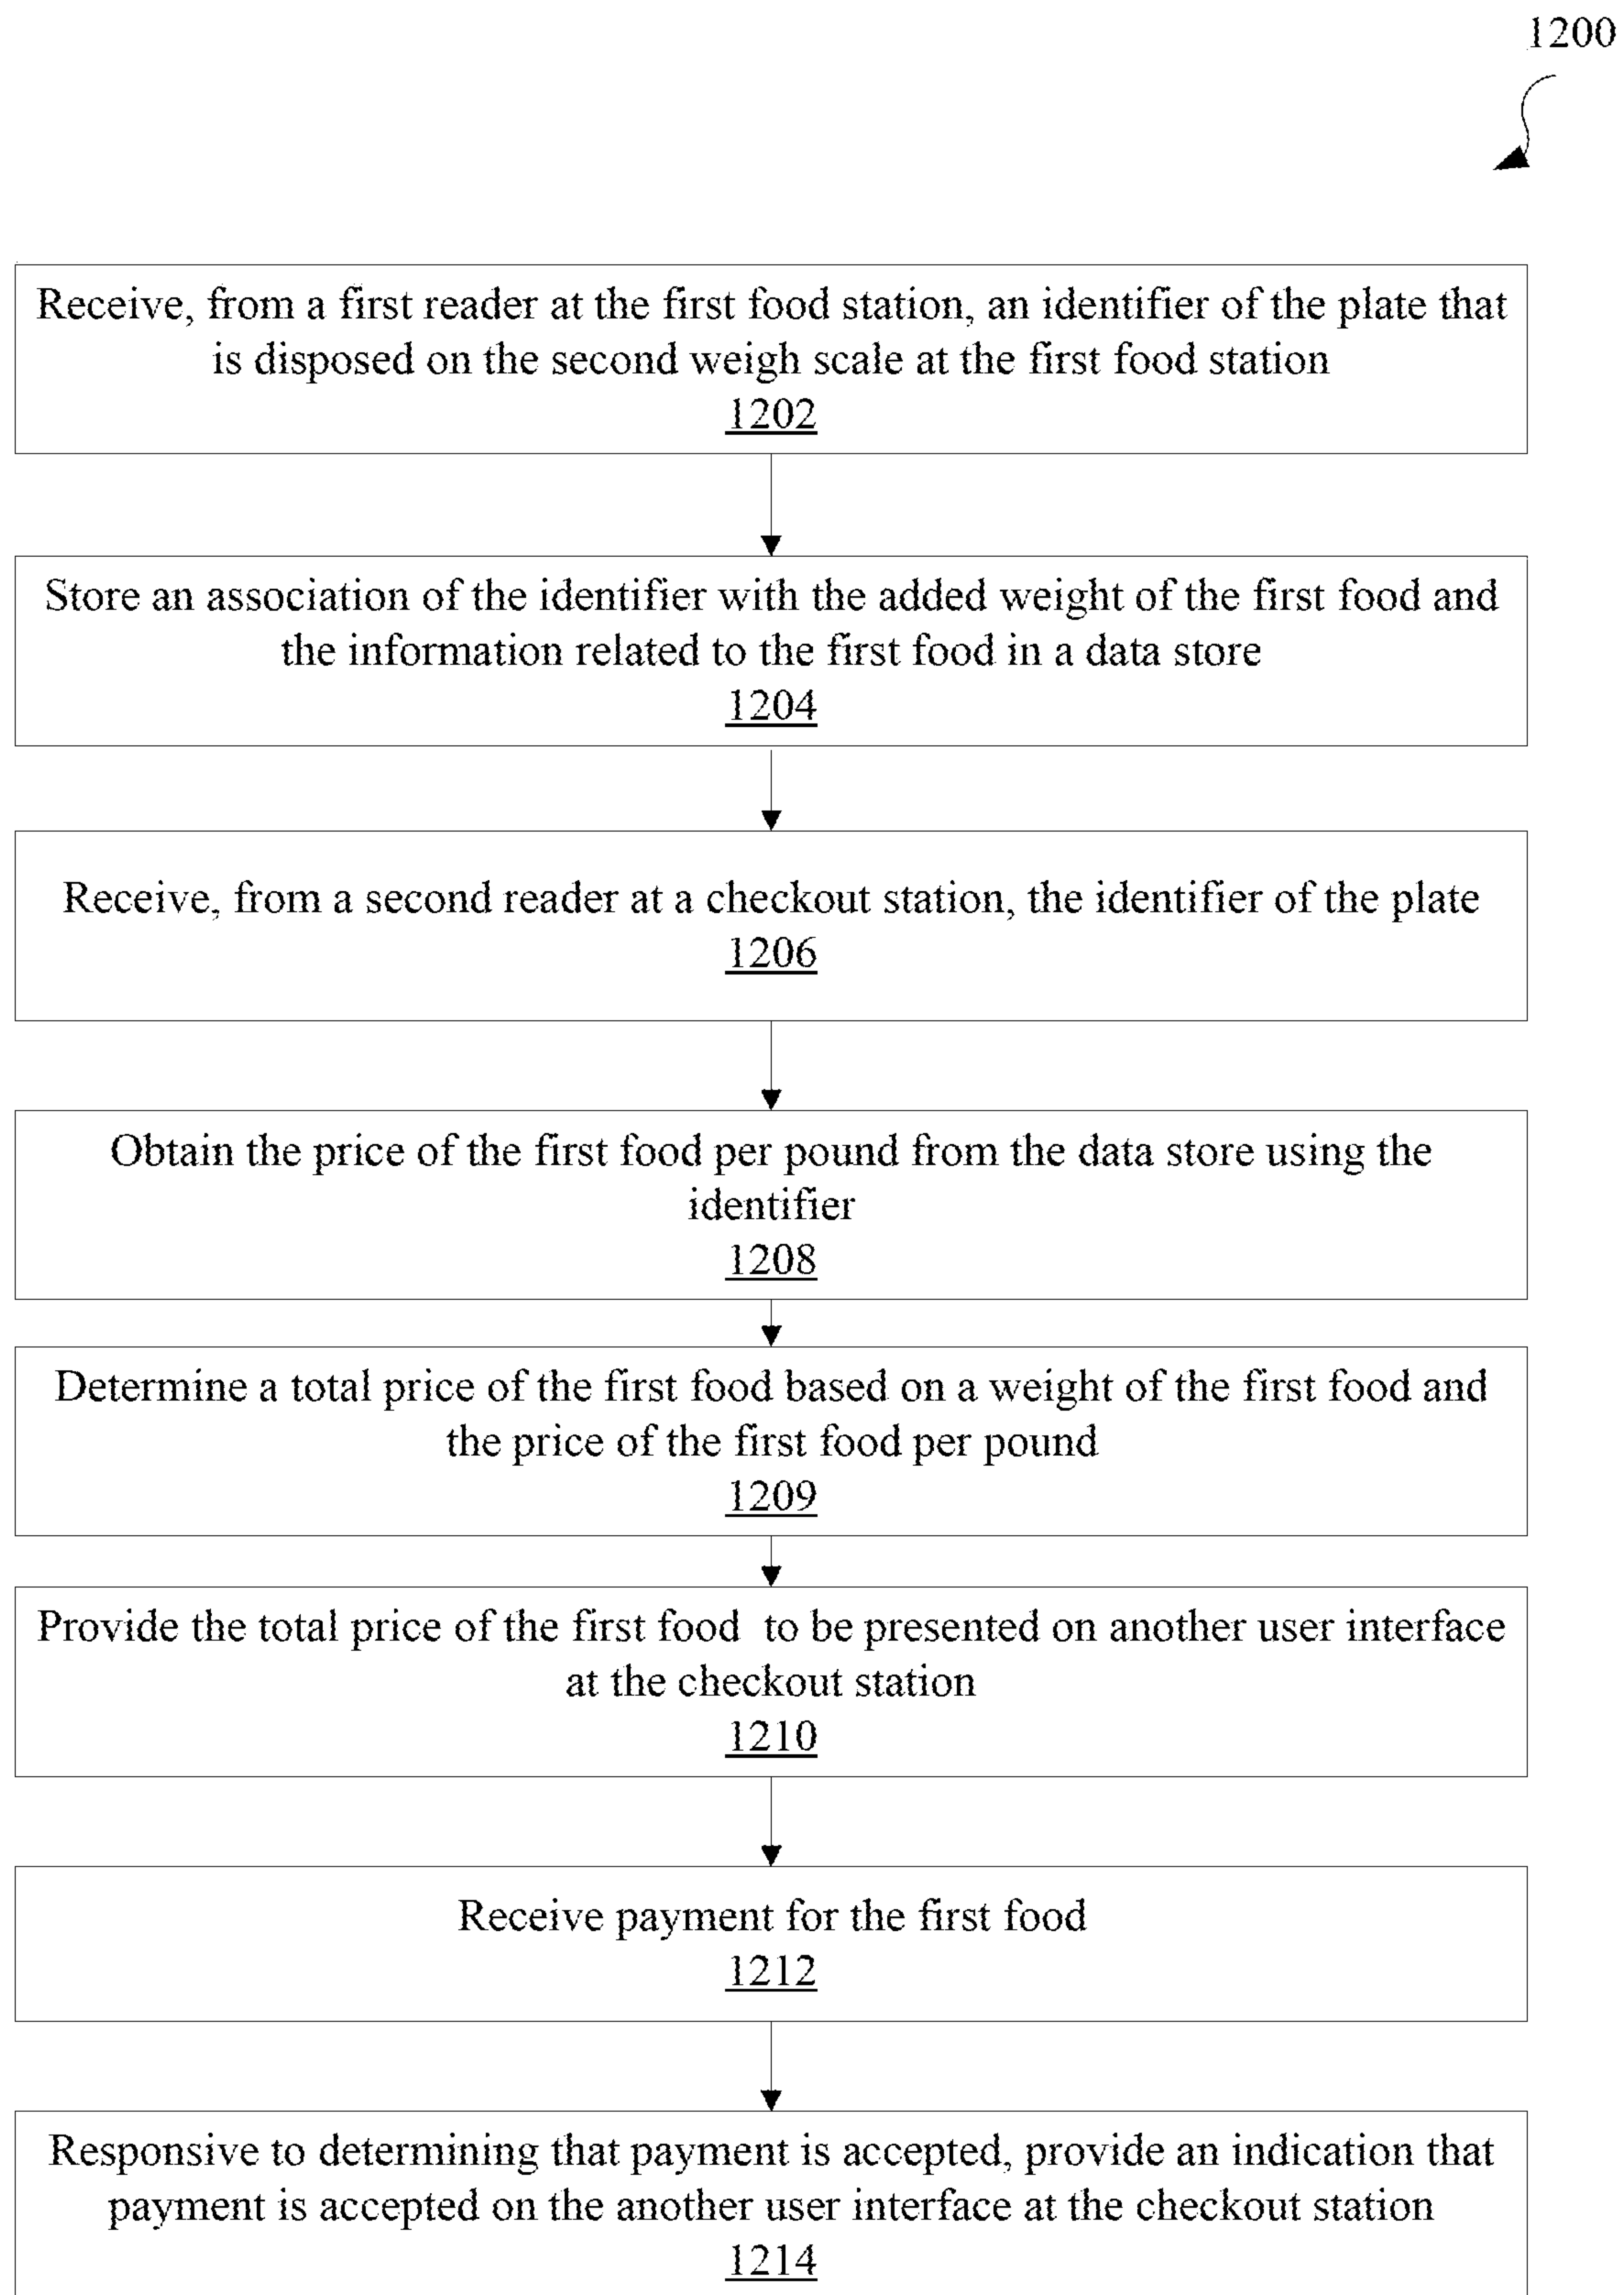 1200
Receive, from a first reader at the first food station, an identifier of the plate that
is disposed on the second weigh scale at the first food station
1202
Store an association of the identifier with the added weight of the first food and
the information related to the first food in a data store
1204
Receive, from a second reader at a checkout station, the identifier of the plate
1206
Obtain the price of the first food per pound from the data store using the
identifier
1208
Determine a total price of the first food based on a weight of the first food and
the price of the first food per pound
1209
Provide the total price of the first food to be presented on another user interface
at the checkout station
1210
Receive payment for the first food
1212
Responsive to determining that payment is accepted, provide an indication that
payment is accepted on the another user interface at the checkout station
1214